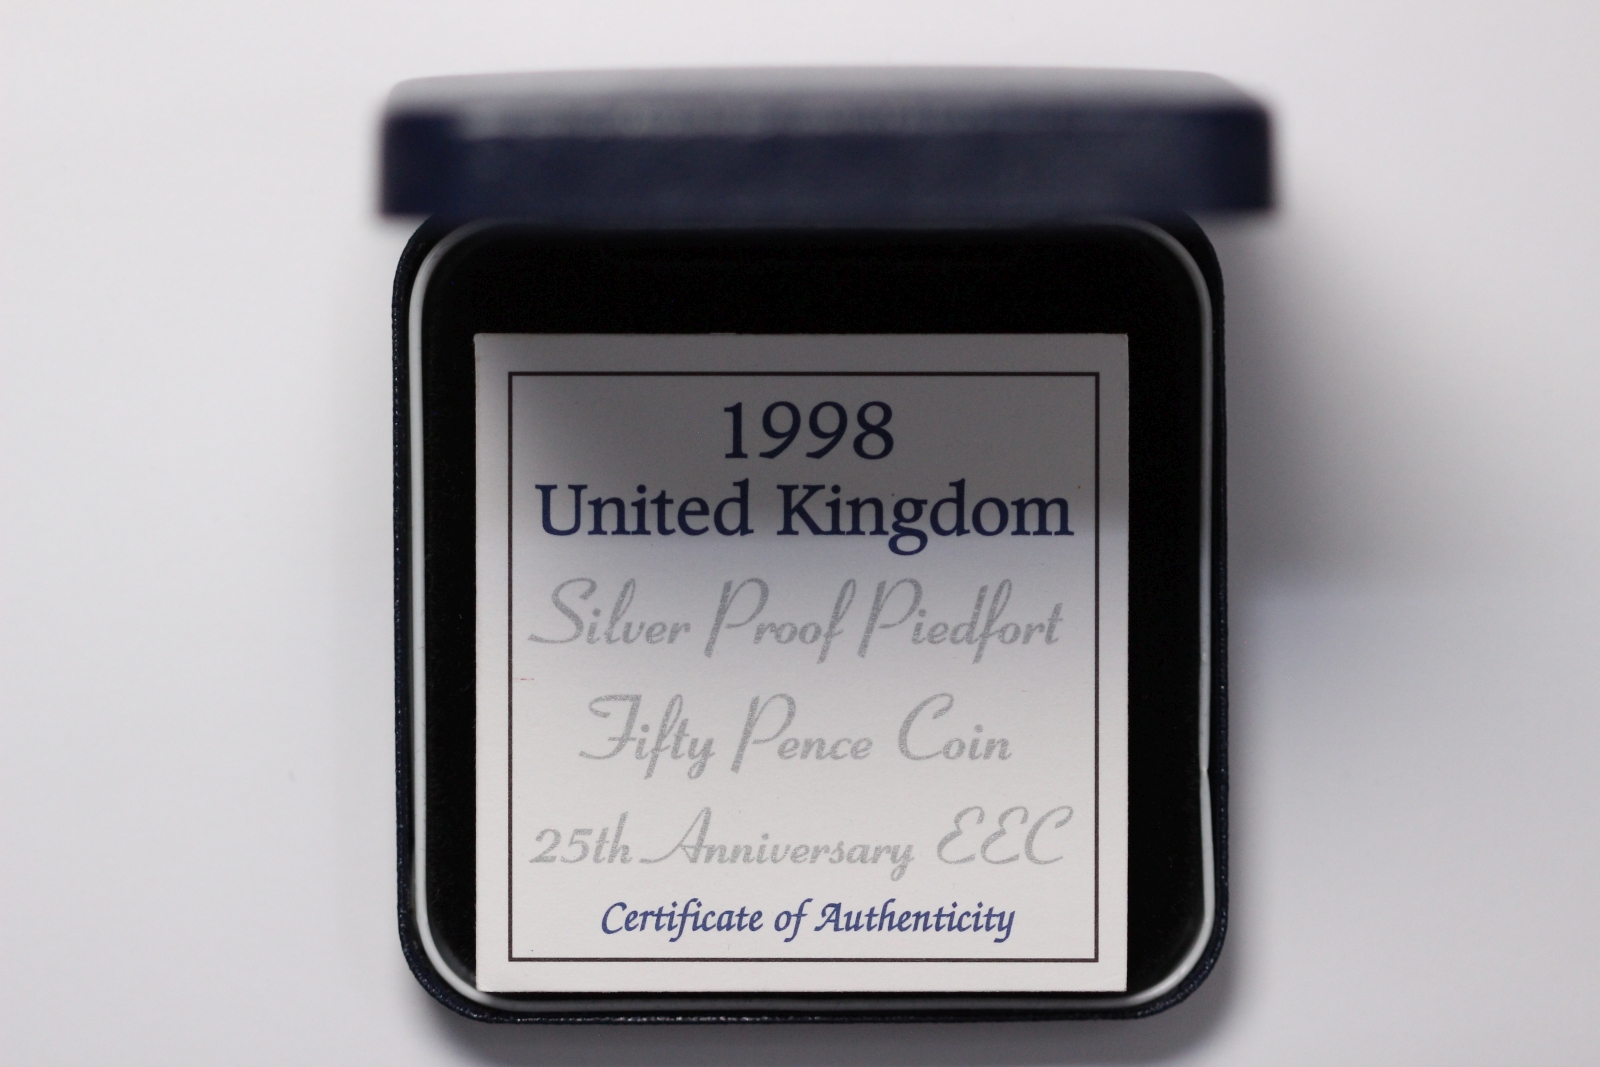 1998
United Kingdom
Silver Proof Piedfort
Fifty Pence Coin
25th Anniversary EEC
Certificate of Authenticity